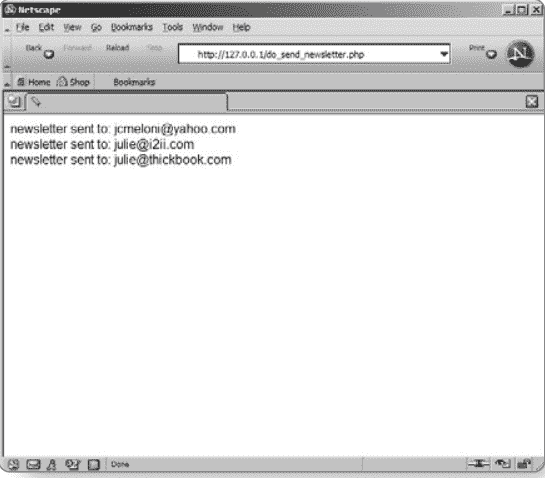 Netscape
File Edit View Go Bookmarks Tools Window Help
Back Forward Reload Stop http://127.0.0.1/do_send_newsletter.php Print N
Home Shop Bookmarks
newsletter sent to: jcmeloni@yahoo.com
newsletter sent to: julie@i2ii.com
newsletter sent to: julie@thickbook.com
Done